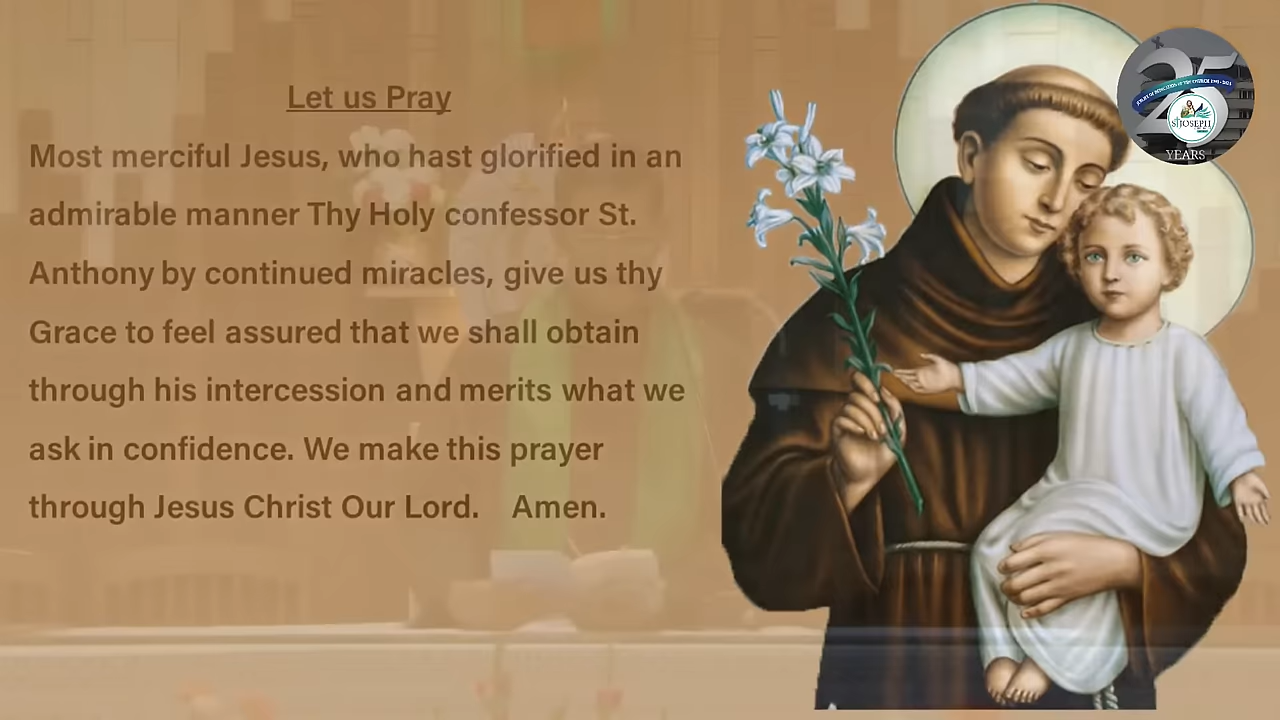 Let us Pray
Most merciful Jesus, who hast glorified in an
admirable manner Thy Holy confessor St.
Anthony by continued miracles, give us thy
Grace to feel assured that we shall obtain
through his intercession and merits what we
ask in confidence. We make this prayer
through Jesus Christ Our Lord.    Amen.
25
ST JOSEPH
YEARS